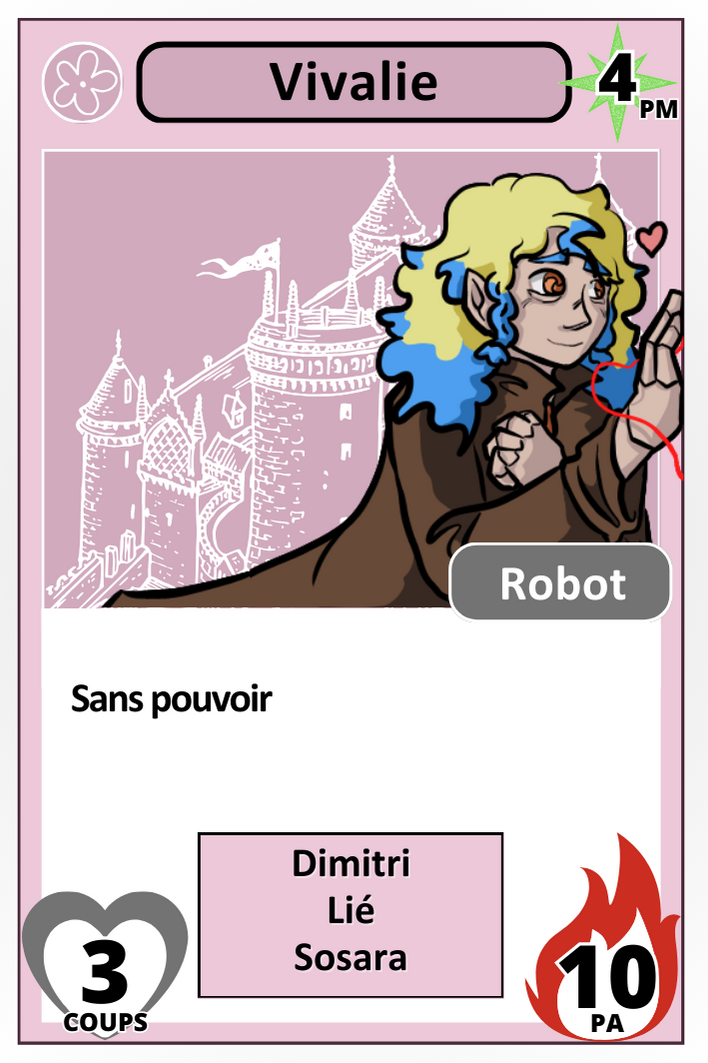 Vivalie
4
PM
Robot
Sans pouvoir
Dimitri
Lié
Sosara
3
COUPS
10
PA